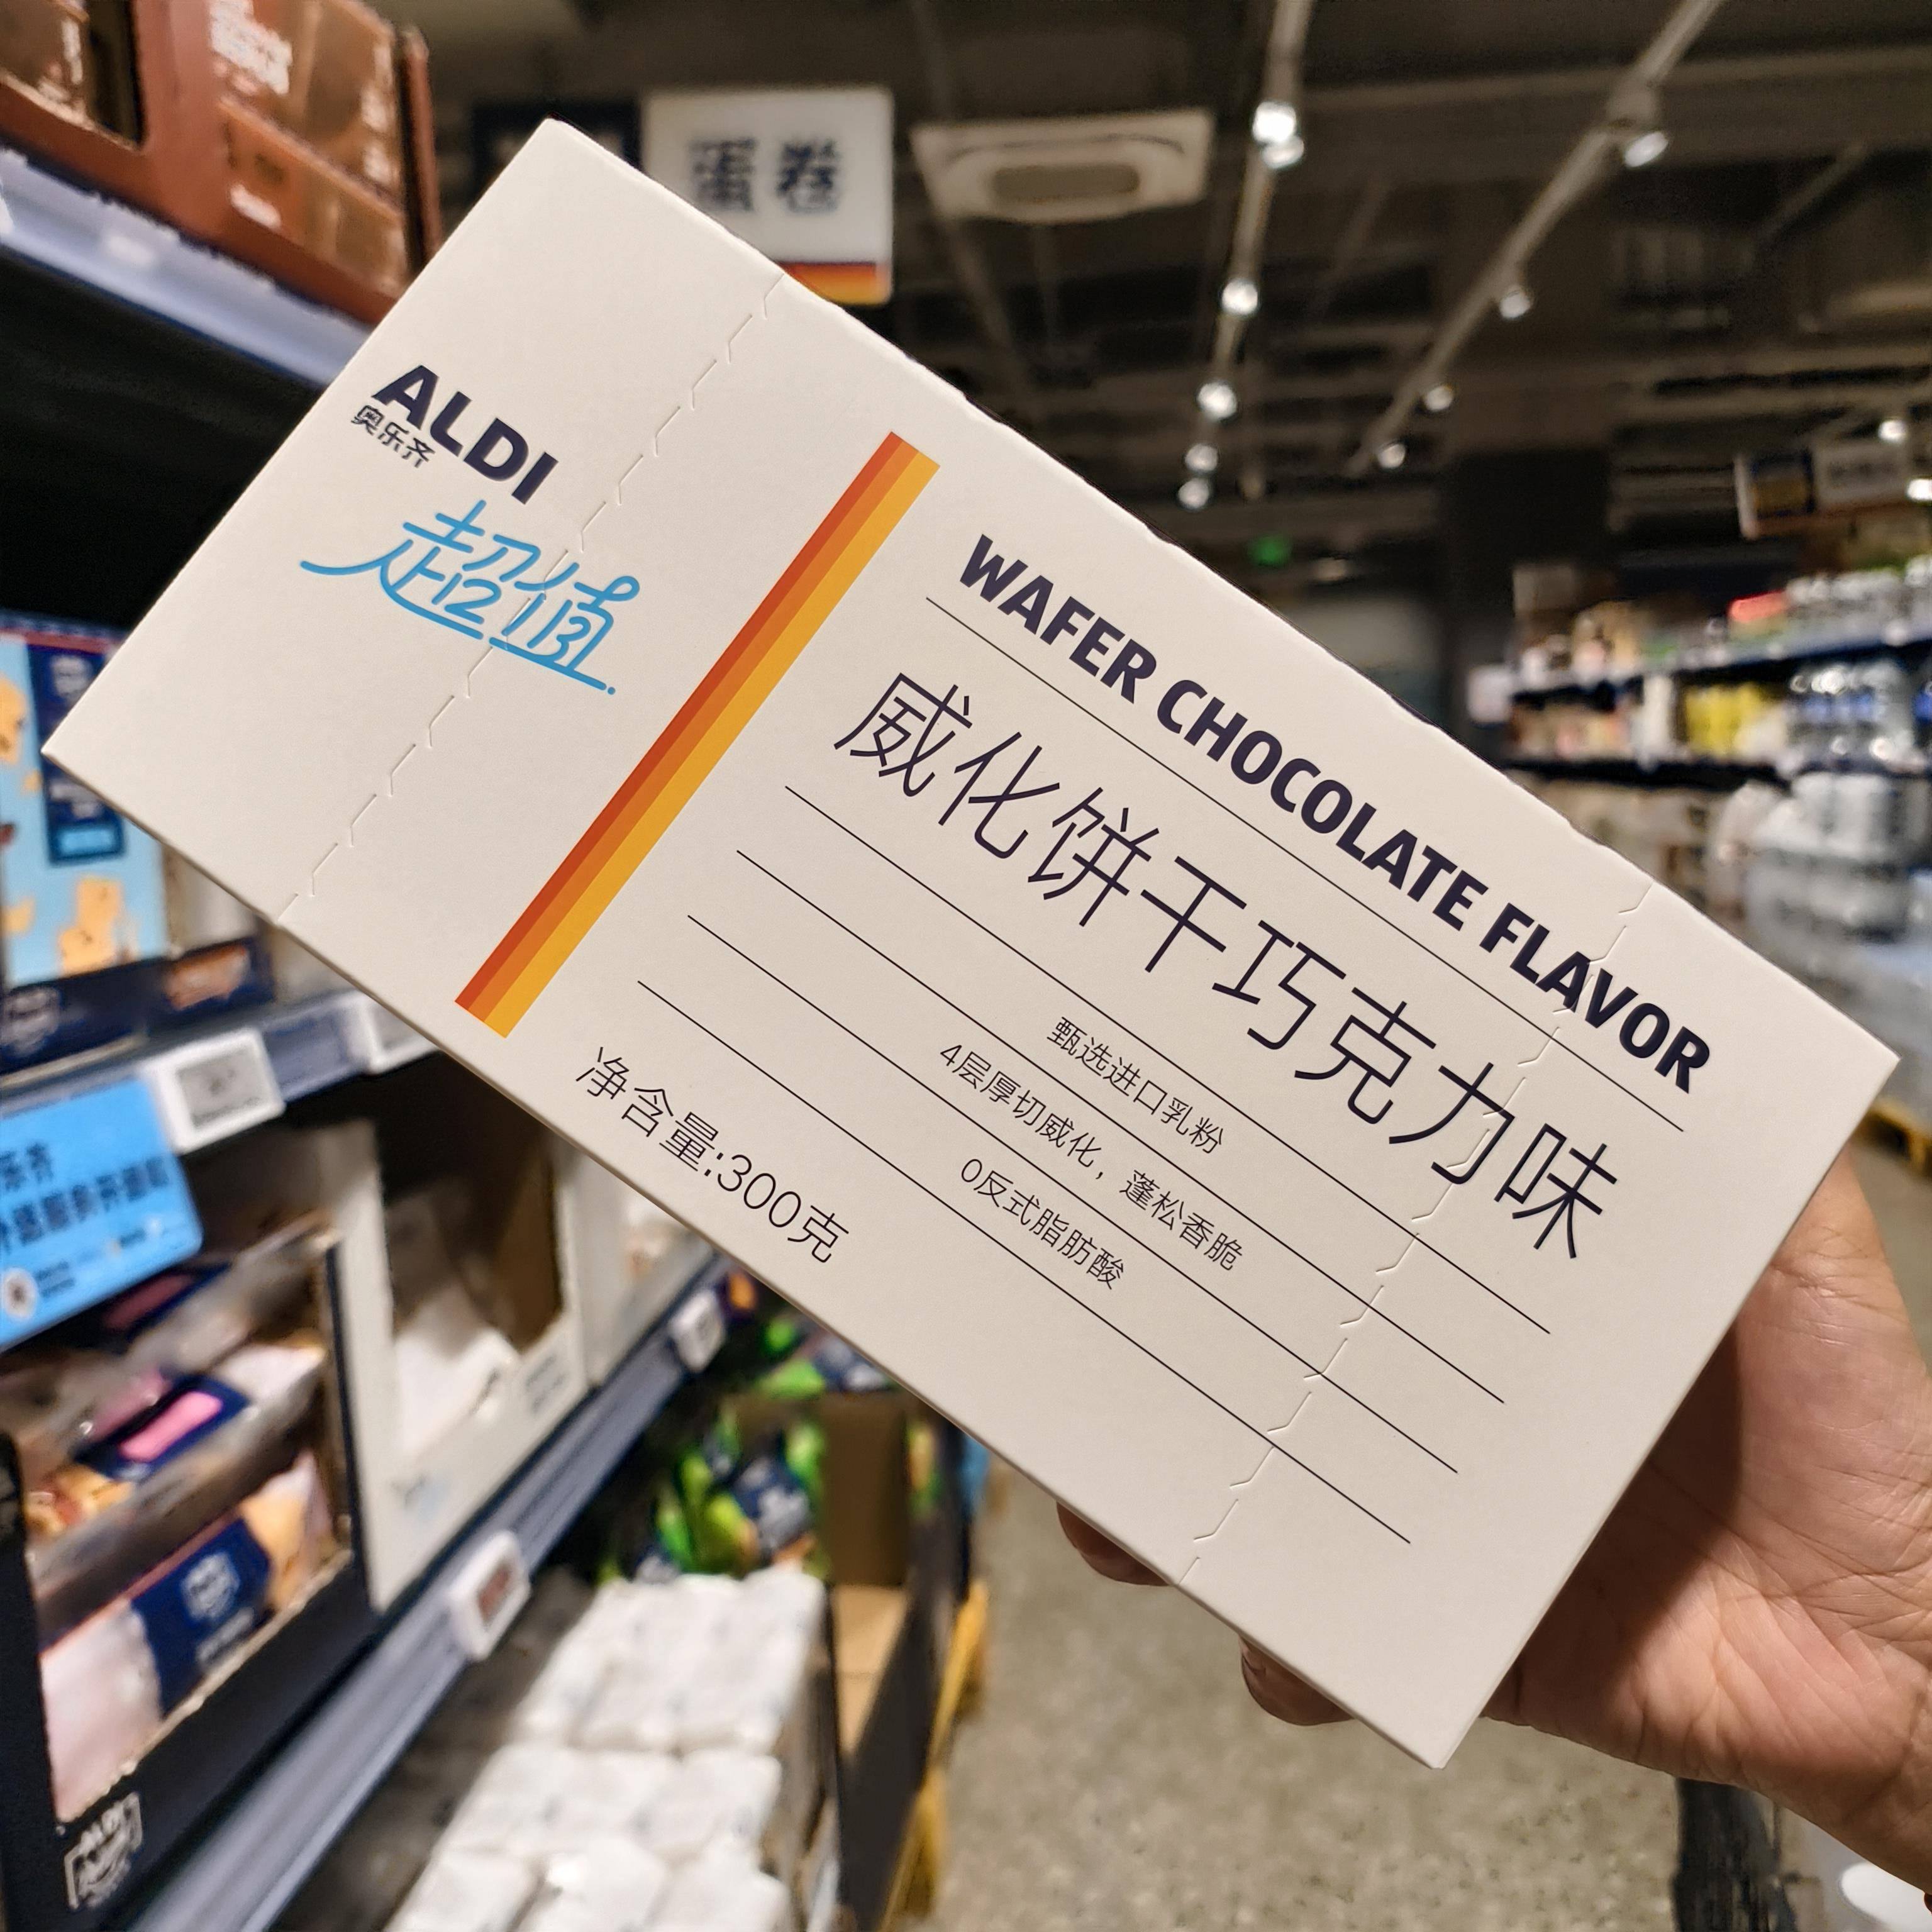 蛋卷
ALDI
奥乐齐
超值
WAFER CHOCOLATE FLAVOR
威化饼干巧克力味
甄选进口乳粉
4层厚切威化，蓬松香脆
0反式脂肪酸
净含量:300克